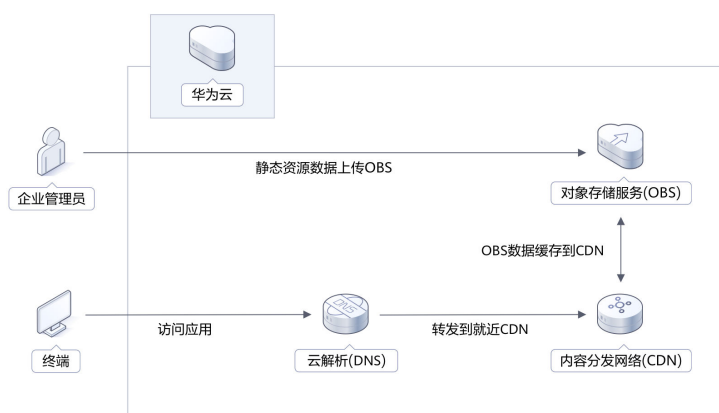 华为云
静态资源数据上传OBS
企业管理员
对象存储服务(OBS)
OBS数据缓存到CDN
DNS
访问应用
转发到就近CDN
终端
云解析(DNS)
内容分发网络(CDN)